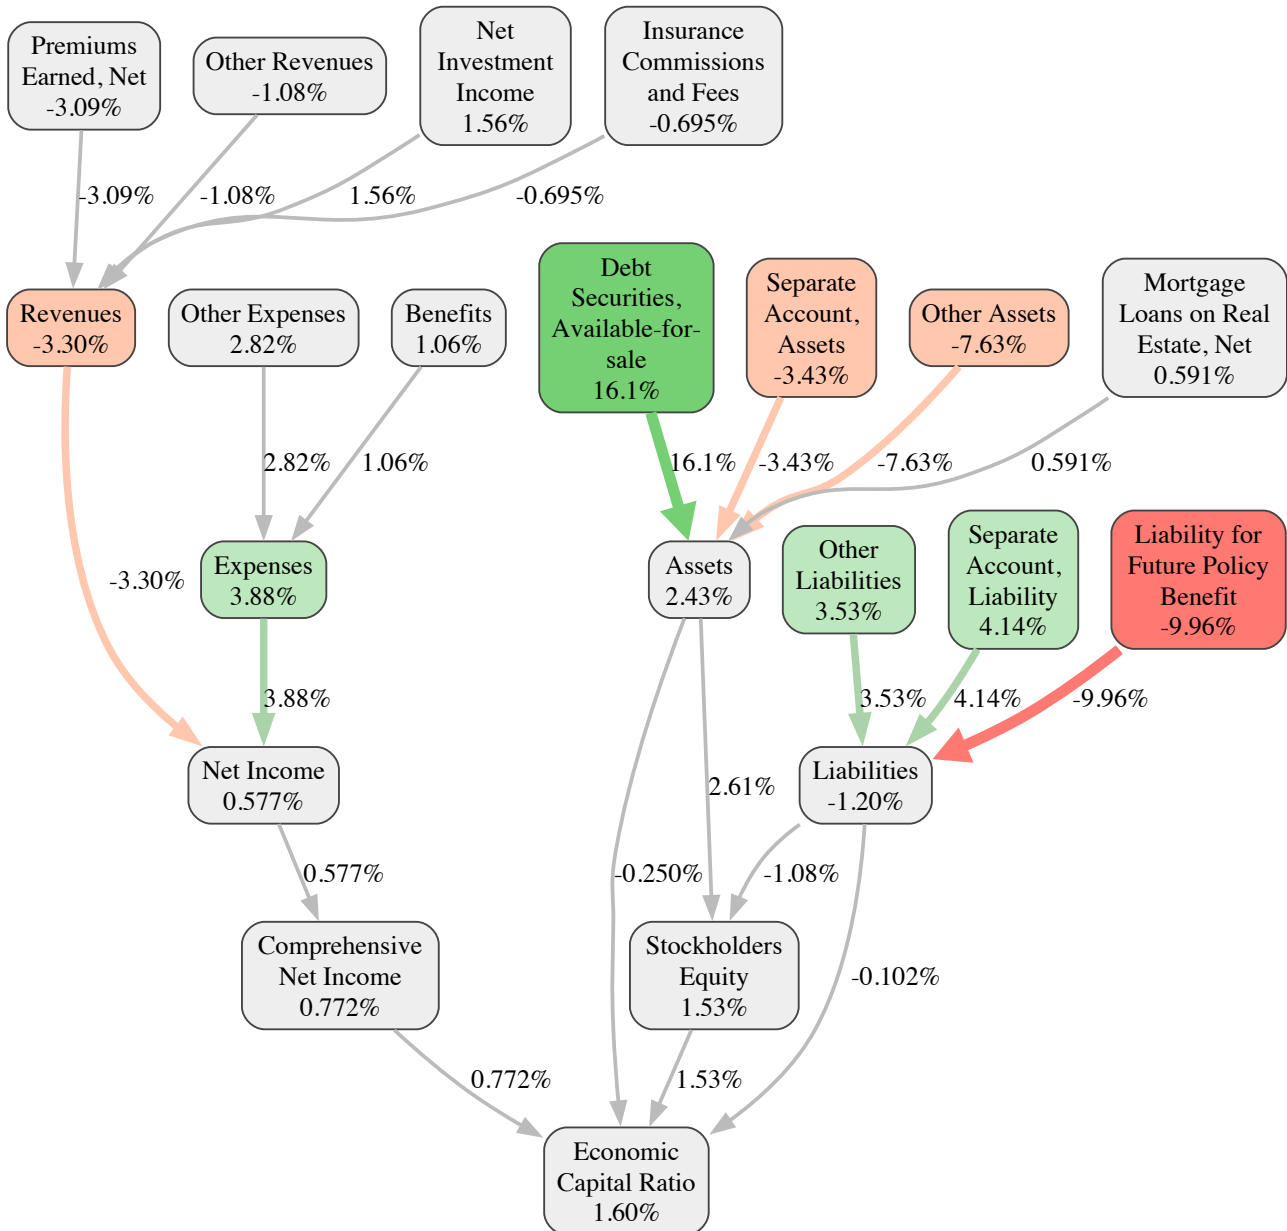 Premiums
Earned, Net
-3.09%
Other Revenues
-1.08%
Net
Investment
Income
1.56%
Insurance
Commissions
and Fees
-0.695%
-3.09%
-1.08%
1.56%
-0.695%
Revenues
-3.30%
Other Expenses
2.82%
Benefits
1.06%
Debt
Securities,
Available-for-
sale
16.1%
Separate
Account,
Assets
-3.43%
Other Assets
-7.63%
Mortgage
Loans on Real
Estate, Net
0.591%
2.82%
1.06%
16.1%
-3.43%
-7.63%
0.591%
-3.30%
Expenses
3.88%
Assets
2.43%
Other
Liabilities
3.53%
Separate
Account,
Liability
4.14%
Liability for
Future Policy
Benefit
-9.96%
3.88%
3.53%
4.14%
-9.96%
Net Income
0.577%
2.61%
Liabilities
-1.20%
0.577%
-0.250%
-1.08%
Comprehensive
Net Income
0.772%
Stockholders
Equity
1.53%
-0.102%
0.772%
1.53%
Economic
Capital Ratio
1.60%